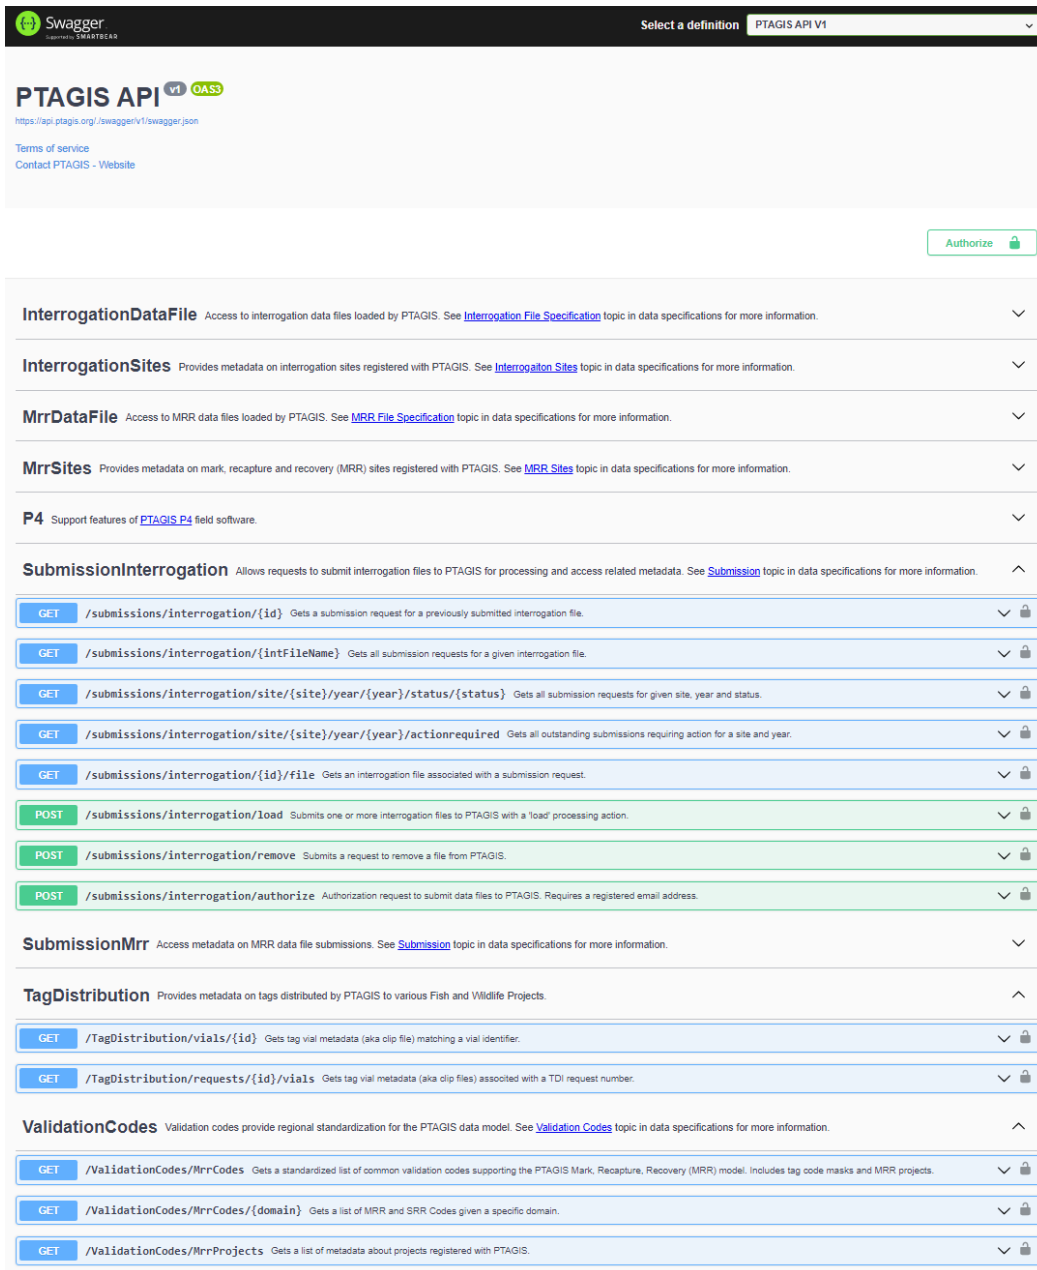 Swagger
Supported by SMARTBEAR
Select a definition
PTAGIS API V1
PTAGIS API v1 OAS3
https://api.ptagis.org/./swagger/v1/swagger.json
Terms of service
Contact PTAGIS - Website
Authorize
InterrogationDataFile Access to interrogation data files loaded by PTAGIS. See Interrogation File Specification topic in data specifications for more information.
InterrogationSites Provides metadata on interrogation sites registered with PTAGIS. See Interrogaiton Sites topic in data specifications for more information.
MrrDataFile Access to MRR data files loaded by PTAGIS. See MRR File Specification topic in data specifications for more information.
MrrSites Provides metadata on mark, recapture and recovery (MRR) sites registered with PTAGIS. See MRR Sites topic in data specifications for more information.
P4 Support features of PTAGIS P4 field software.
SubmissionInterrogation Allows requests to submit interrogation files to PTAGIS for processing and access related metadata. See Submission topic in data specifications for more information.
GET /submissions/interrogation/{id} Gets a submission request for a previously submitted interrogation file.
GET /submissions/interrogation/{intFileName} Gets all submission requests for a given interrogation file.
GET /submissions/interrogation/site/{site}/year/{year}/status/{status} Gets all submission requests for given site, year and status.
GET /submissions/interrogation/site/{site}/year/{year}/actionrequired Gets all outstanding submissions requiring action for a site and year.
GET /submissions/interrogation/{id}/file Gets an interrogation file associated with a submission request.
POST /submissions/interrogation/load Submits one or more interrogation files to PTAGIS with a 'load' processing action.
POST /submissions/interrogation/remove Submits a request to remove a file from PTAGIS.
POST /submissions/interrogation/authorize Authorization request to submit data files to PTAGIS. Requires a registered email address.
SubmissionMrr Access metadata on MRR data file submissions. See Submission topic in data specifications for more information.
TagDistribution Provides metadata on tags distributed by PTAGIS to various Fish and Wildlife Projects.
GET /TagDistribution/vials/{id} Gets tag vial metadata (aka clip file) matching a vial identifier.
GET /TagDistribution/requests/{id}/vials Gets tag vial metadata (aka clip files) associted with a TDI request number.
ValidationCodes Validation codes provide regional standardization for the PTAGIS data model. See Validation Codes topic in data specifications for more information.
GET /ValidationCodes/MrrCodes Gets a standardized list of common validation codes supporting the PTAGIS Mark, Recapture, Recovery (MRR) model. Includes tag code masks and MRR projects.
GET /ValidationCodes/MrrCodes/{domain} Gets a list of MRR and SRR Codes given a specific domain.
GET /ValidationCodes/MrrProjects Gets a list of metadata about projects registered with PTAGIS.